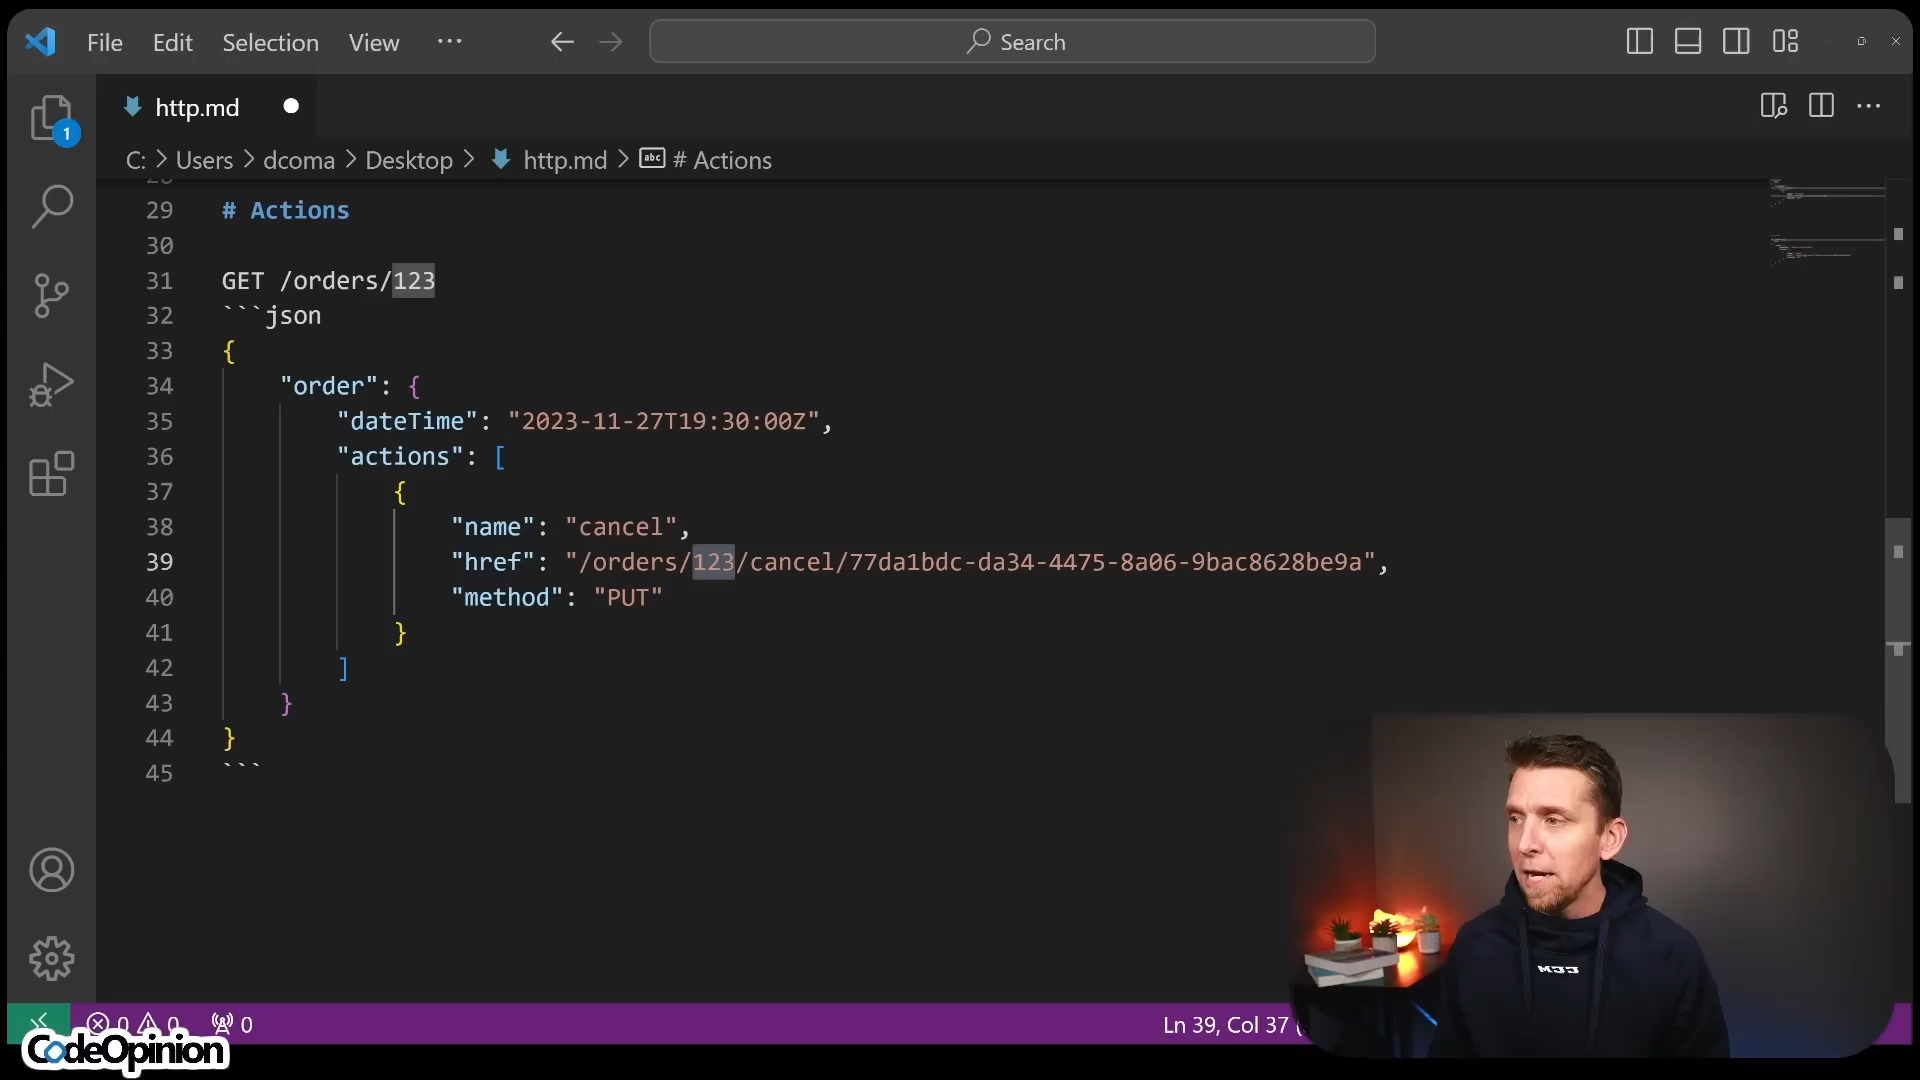 File Edit Selection View ··· Search
http.md
1
C: > Users > dcoma > Desktop > http.md > # Actions
29 # Actions
30
31 GET /orders/123
32 ```json
33 {
34 "order": {
35 "dateTime": "2023-11-27T19:30:00Z",
36 "actions": [
37 {
38 "name": "cancel",
39 "href": "/orders/123/cancel/77da1bdc-da34-4475-8a06-9bac8628be9a",
40 "method": "PUT"
41 }
42 ]
43 }
44 }
45 ```
0 0 0 Ln 39, Col 37 (
CodeOpinion